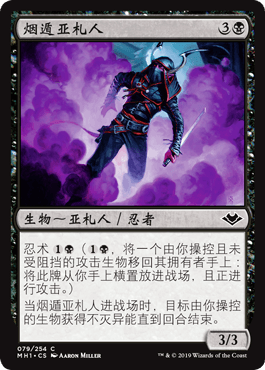 烟遁亚札人 3
生物～亚札人／忍者
忍术 1（1，将一个由你操控且未
受阻挡的攻击生物移回其拥有者手上：
将此牌从你手上横置放进战场，且正进
行攻击。）
当烟遁亚札人进战场时，目标由你操控
的生物获得不灭异能直到回合结束。
3/3
079/254 C
MH1 • CS AARON MILLER
™ & © 2019 Wizards of the Coast